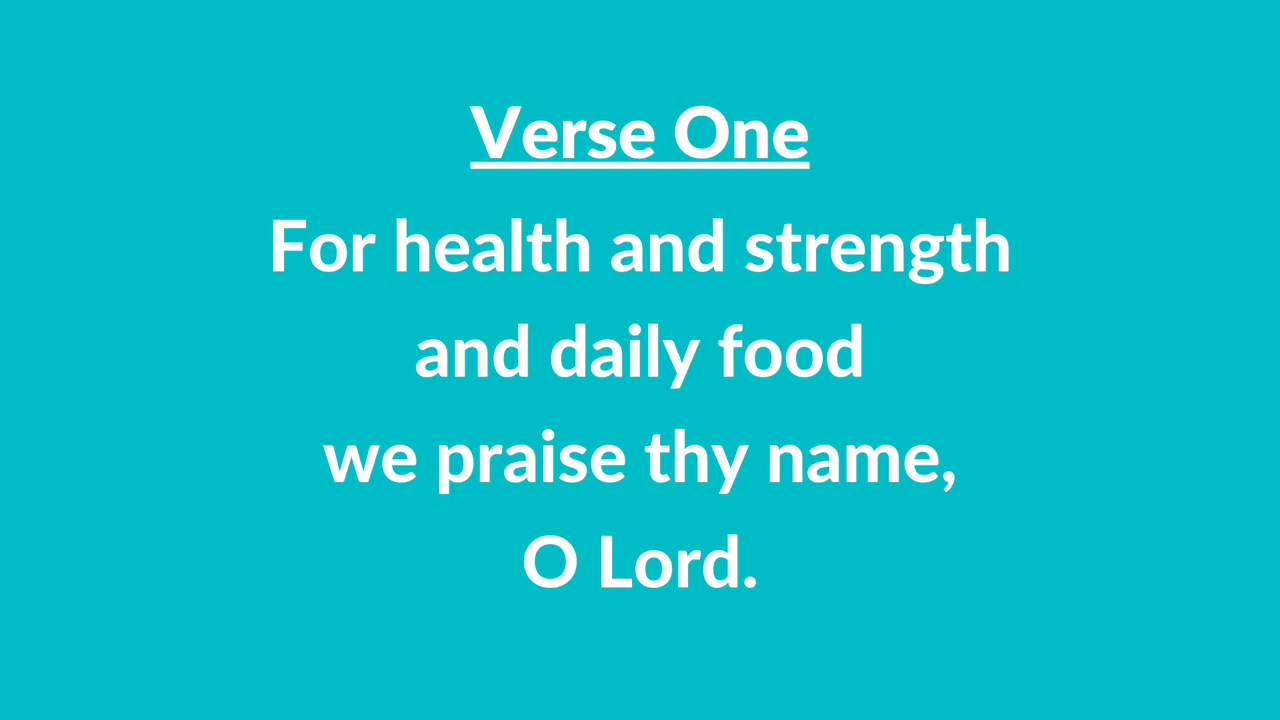 Verse One
For health and strength
and daily food
we praise thy name,
O Lord.